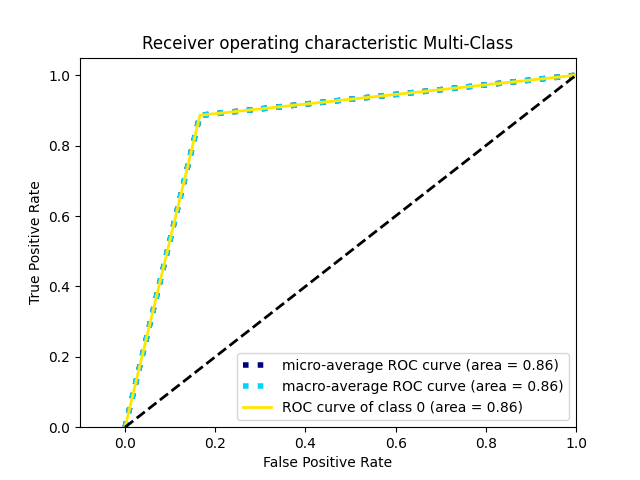 Receiver operating characteristic Multi-Class
True Positive Rate
1.0
0.8
0.6
0.4
0.2
0.0
micro-average ROC curve (area = 0.86)
macro-average ROC curve (area = 0.86)
ROC curve of class 0 (area = 0.86)
0.0 0.2 0.4 0.6 0.8 1.0
False Positive Rate